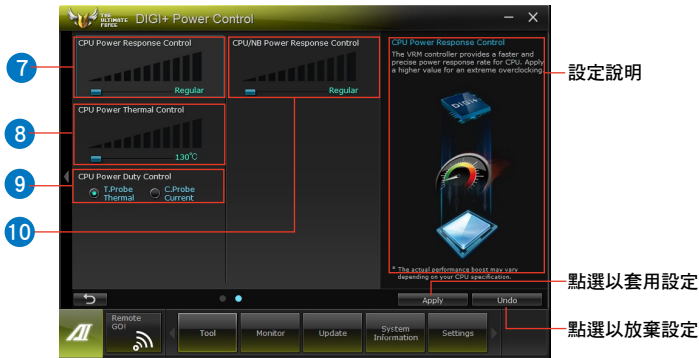 THE ULTIMATE FORCE
DIGI+ Power Control
CPU Power Response Control
Regular
CPU/NB Power Response Control
Regular
CPU Power Thermal Control
130℃
CPU Power Duty Control
T.Probe
Thermal
C.Probe
Current
CPU Power Response Control
The VRM controller provides a faster and
precise power response rate for CPU. Apply
a higher value for an extreme overclocking.
DIGI+
* The actual performance boost may vary
depending on your CPU specification.
Apply
Undo
Remote
GO!
Tool
Monitor
Update
System
Information
Settings
7
8
9
10
設定說明
點選以套用設定
點選以放棄設定